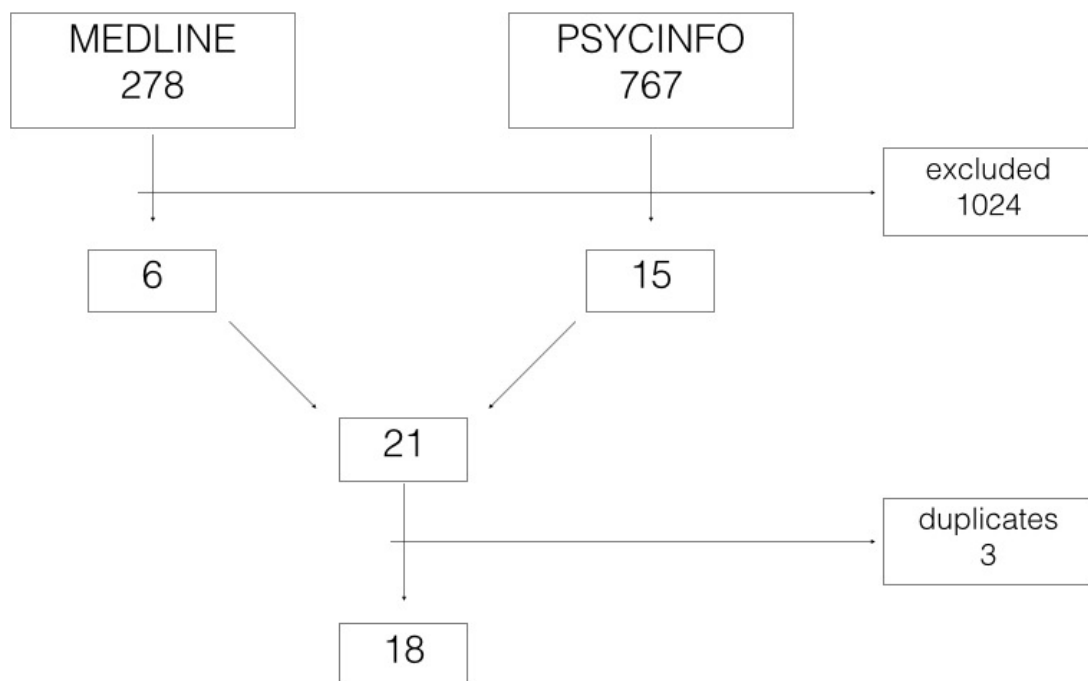 MEDLINE
278
PSYCINFO
767
excluded
1024
6
15
21
duplicates
3
18